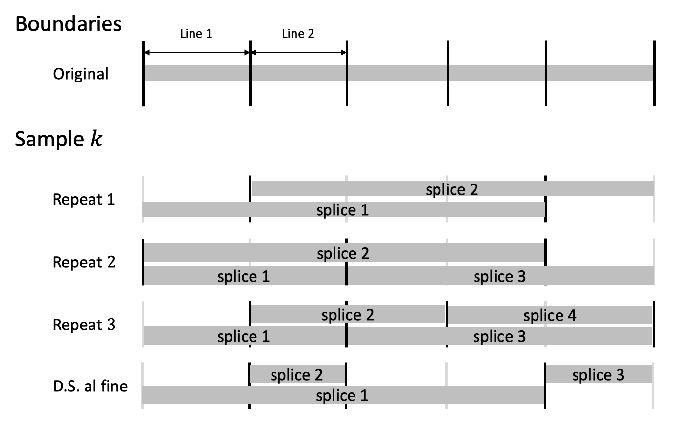 Boundaries
Line 1
Line 2
Original
Sample k
Repeat 1
splice 2
splice 1
Repeat 2
splice 2
splice 1
splice 3
Repeat 3
splice 2
splice 4
splice 1
splice 3
D.S. al fine
splice 2
splice 3
splice 1